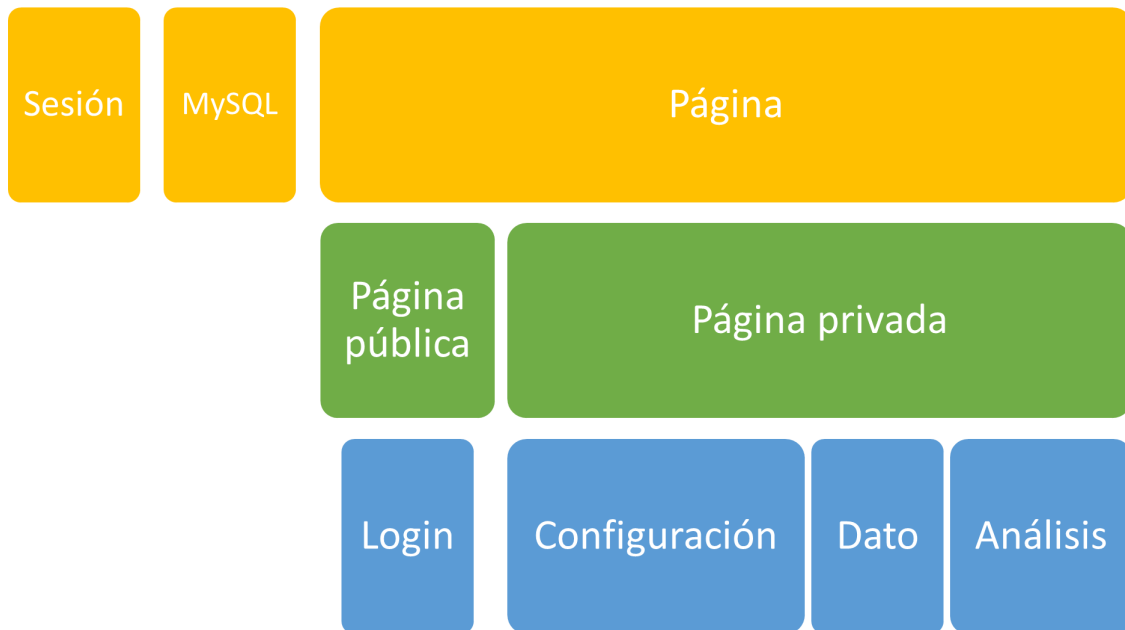 Sesión
MySQL
Página
Página
pública
Página privada
Login
Configuración
Dato
Análisis